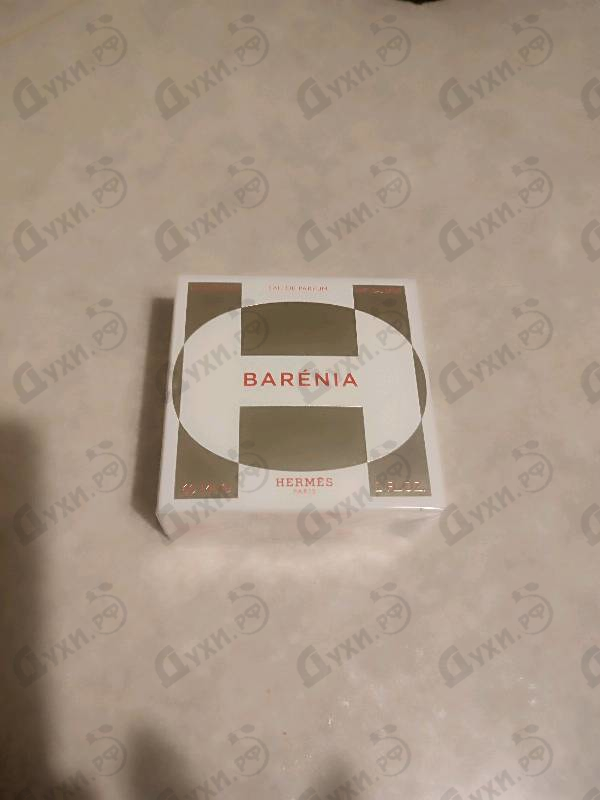 EAU DE PARFUM
BARÉNIA
HERMÈS
PARIS
Духи.рф